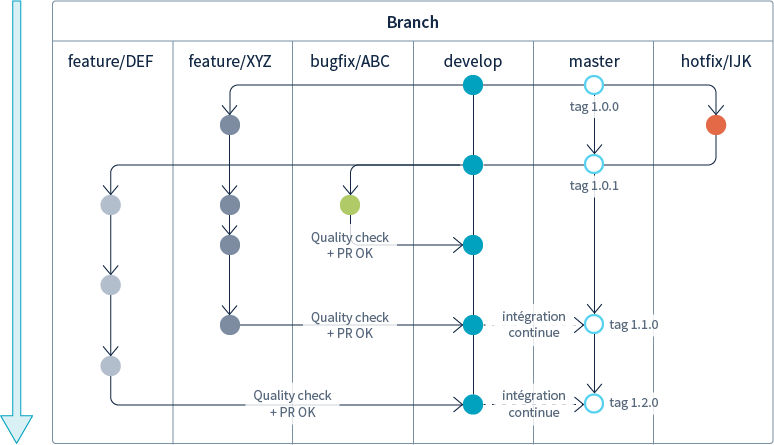 Branch
feature/DEF
feature/XYZ
bugfix/ABC
develop
master
hotfix/IJK
tag 1.0.0
tag 1.0.1
Quality check
+ PR OK
Quality check
+ PR OK
intégration
continue
tag 1.1.0
Quality check
+ PR OK
intégration
continue
tag 1.2.0